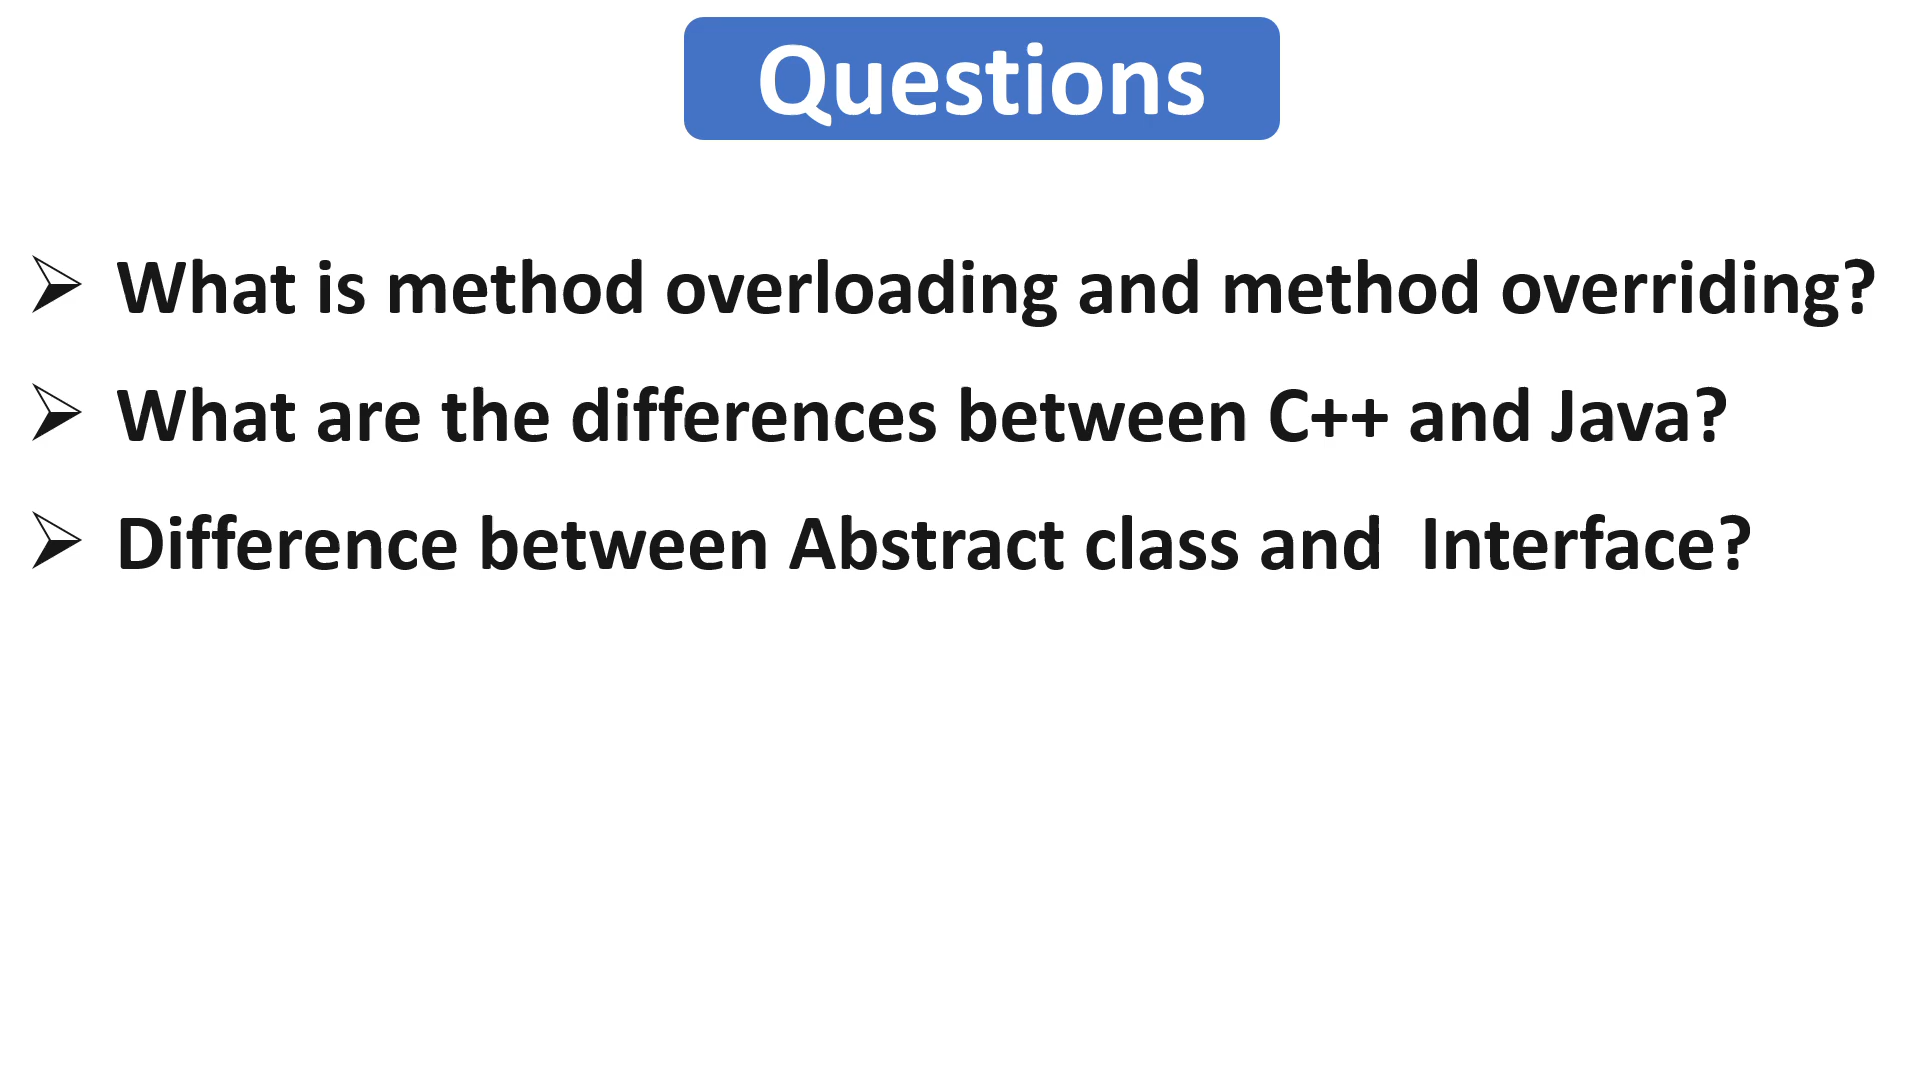 Questions
➢ What is method overloading and method overriding?
➢ What are the differences between C++ and Java?
➢ Difference between Abstract class and  Interface?